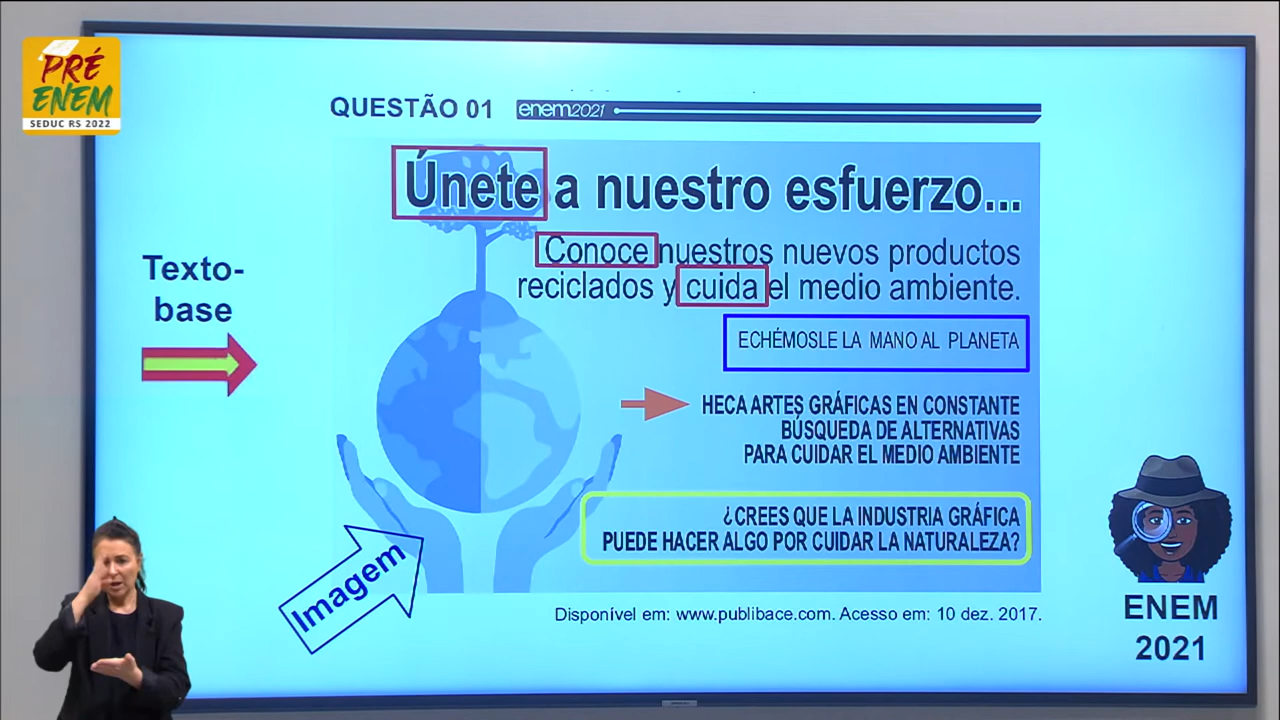 PRÉ
ENEM
SEDUC RS 2022
QUESTÃO 01
enem2021
Únete a nuestro esfuerzo...
Conoce nuestros nuevos productos
reciclados y cuida el medio ambiente.
Texto-
base
ECHÉMOSLE LA MANO AL PLANETA
HECA ARTES GRÁFICAS EN CONSTANTE
BÚSQUEDA DE ALTERNATIVAS
PARA CUIDAR EL MEDIO AMBIENTE
¿CREES QUE LA INDUSTRIA GRÁFICA
PUEDE HACER ALGO POR CUIDAR LA NATURALEZA?
Imagem
Disponível em: www.publibace.com. Acesso em: 10 dez. 2017.
ENEM
2021